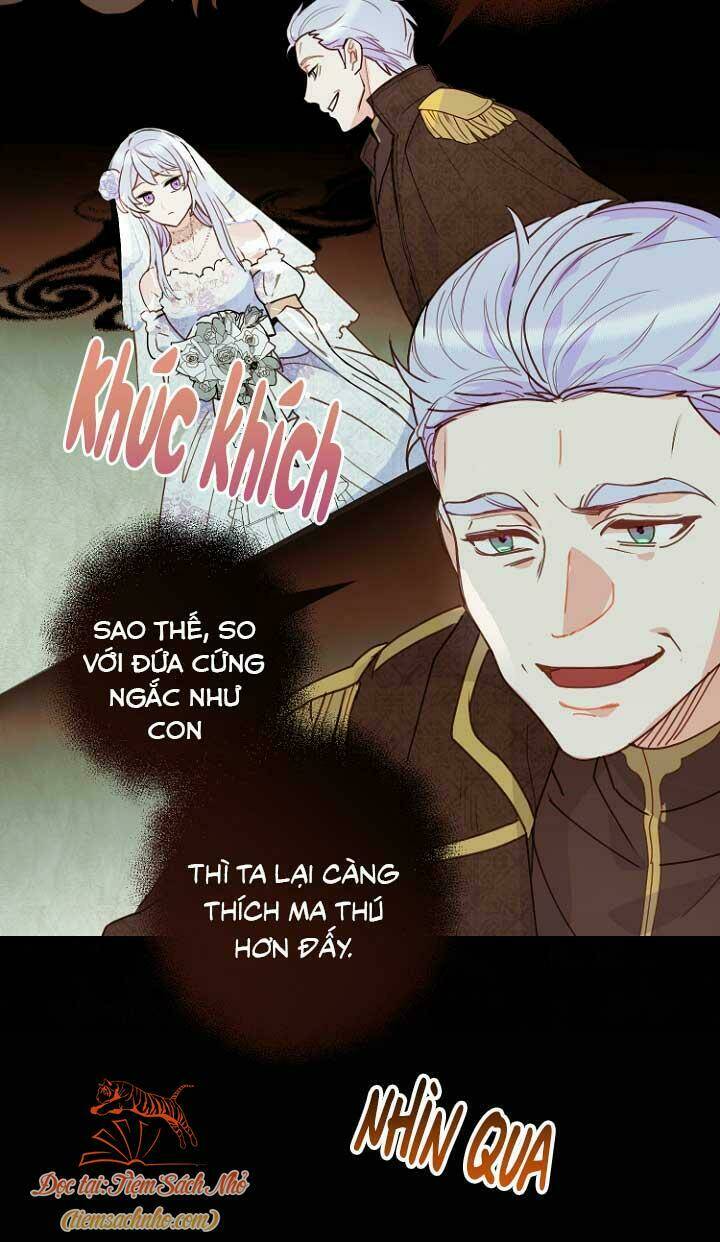 KHÚC KHÍCH
SAO THẾ, SO
VỚI ĐỨA CỨNG
NGẮC NHƯ
CON
THÌ TA LẠI CÀNG
THÍCH MA THÚ
HƠN ĐẤY.
NHÌN QUA
Đọc tại: Tiệm Sách Nhỏ
(tiemsachnho.com)